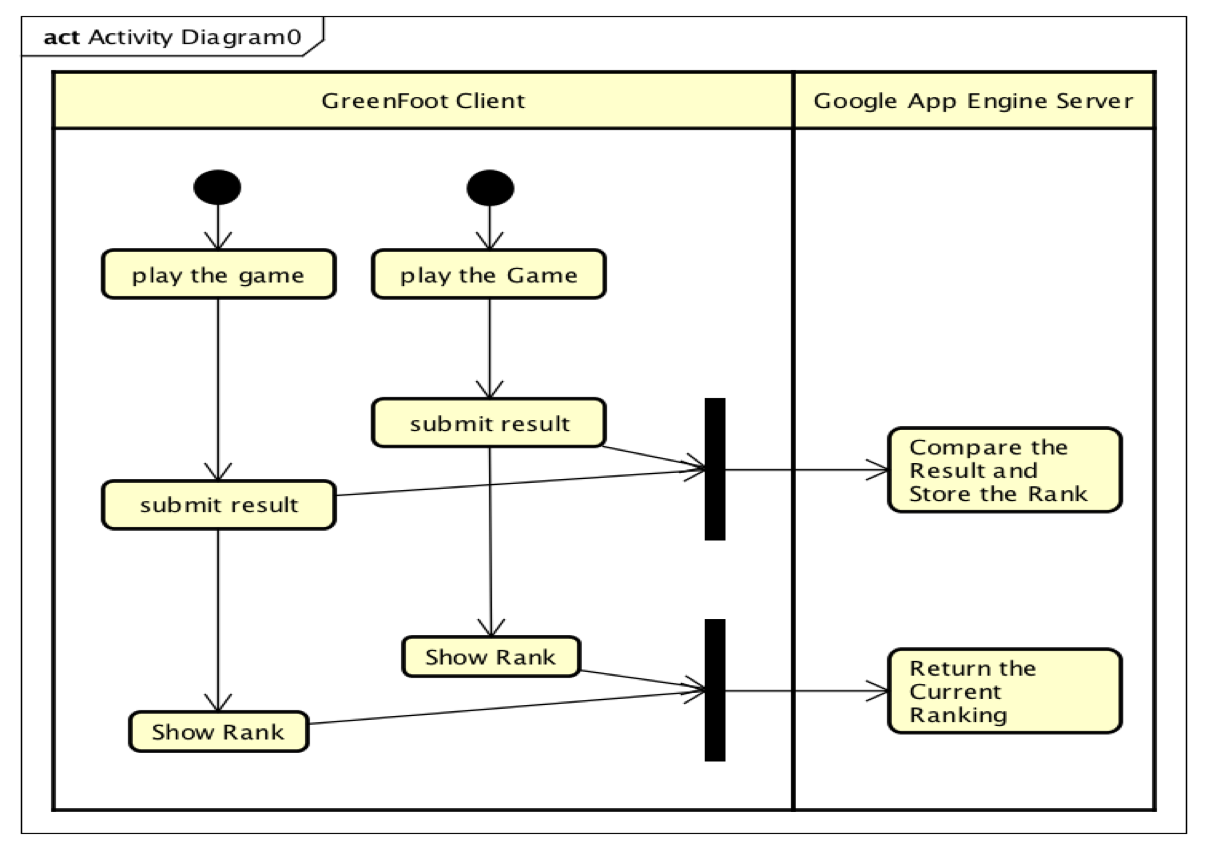 act Activity Diagram0
GreenFoot Client
Google App Engine Server
play the game
play the Game
submit result
Compare the
Result and
Store the Rank
submit result
Show Rank
Return the
Current
Ranking
Show Rank